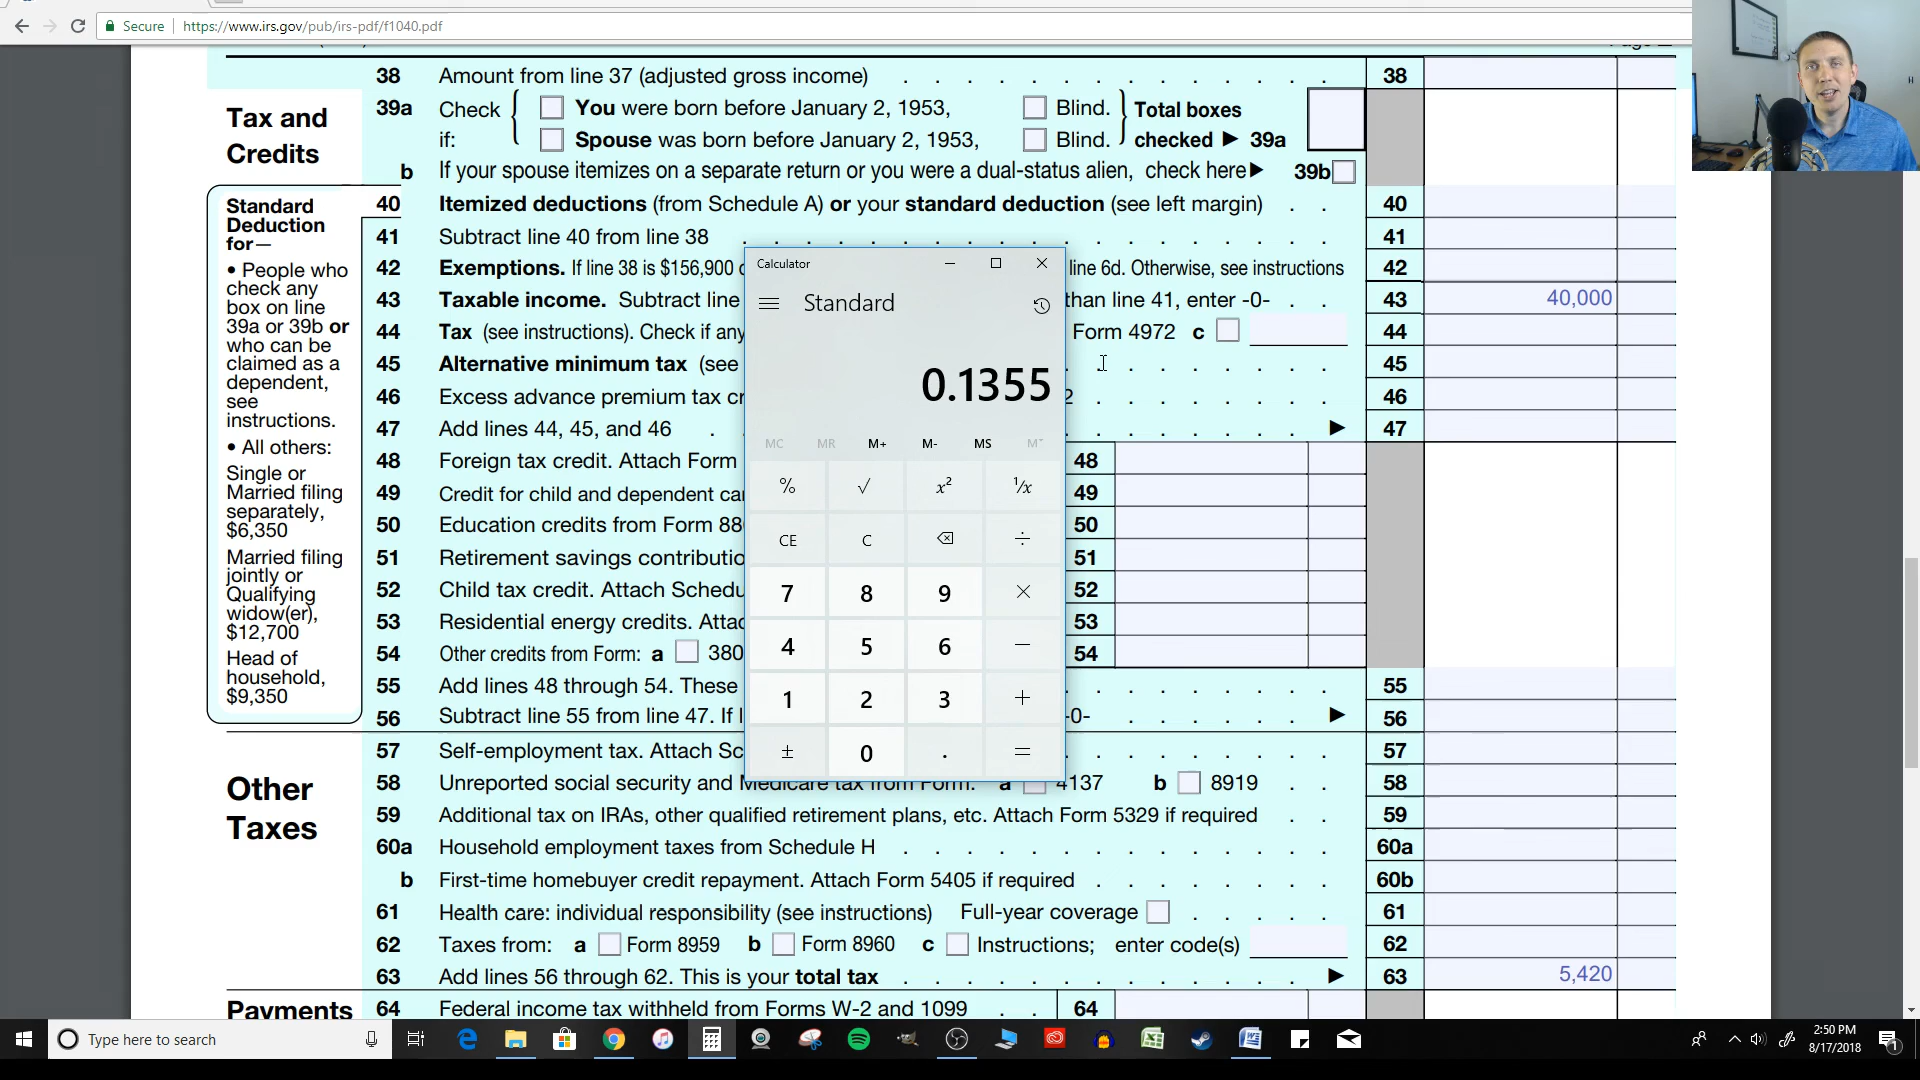 Secure https://www.irs.gov/pub/irs-pdf/f1040.pdf
38 Amount from line 37 (adjusted gross income) 38
Tax and Credits
39a Check if: You were born before January 2, 1953, Blind. Total boxes
Spouse was born before January 2, 1953, Blind. checked ▶ 39a
b If your spouse itemizes on a separate return or you were a dual-status alien, check here ▶ 39b
Standard
Deduction
for—
• People who
check any
box on line
39a or 39b or
who can be
claimed as a
dependent,
see
instructions.
• All others:
Single or
Married filing
separately,
$6,350
Married filing
jointly or
Qualifying
widow(er),
$12,700
Head of
household,
$9,350
40 Itemized deductions (from Schedule A) or your standard deduction (see left margin) . . 40
41 Subtract line 40 from line 38 41
42 Exemptions. If line 38 is $156,900 line 6d. Otherwise, see instructions 42
43 Taxable income. Subtract line than line 41, enter -0- . . 43 40,000
44 Tax (see instructions). Check if any Form 4972 c 44
45 Alternative minimum tax (see 45
46 Excess advance premium tax 46
47 Add lines 44, 45, and 46 ▶ 47
48 Foreign tax credit. Attach Form 48
49 Credit for child and dependent 49
50 Education credits from Form 50
51 Retirement savings 51
52 Child tax credit. Attach 52
53 Residential energy credits. 53
54 Other credits from Form: a 54
55 Add lines 48 through 54. These 55
56 Subtract line 55 from line 47. If -0- ▶ 56
Other
Taxes
57 Self-employment tax. Attach 57
58 Unreported social security and Medicare tax from Form: a 4137 b 8919 . . 58
59 Additional tax on IRAs, other qualified retirement plans, etc. Attach Form 5329 if required . . 59
60a Household employment taxes from Schedule H 60a
b First-time homebuyer credit repayment. Attach Form 5405 if required 60b
61 Health care: individual responsibility (see instructions) Full-year coverage 61
62 Taxes from: a Form 8959 b Form 8960 c Instructions; enter code(s) 62
63 Add lines 56 through 62. This is your total tax ▶ 63 5,420
Payments
64 Federal income tax withheld from Forms W-2 and 1099 . . 64
Calculator
Standard
0.1355
MC MR M+ M- MS M˅
% √ x² ¹/x
CE C ÷
7 8 9 ×
4 5 6 −
1 2 3 +
± 0 . =
Type here to search
2:50 PM
8/17/2018
1